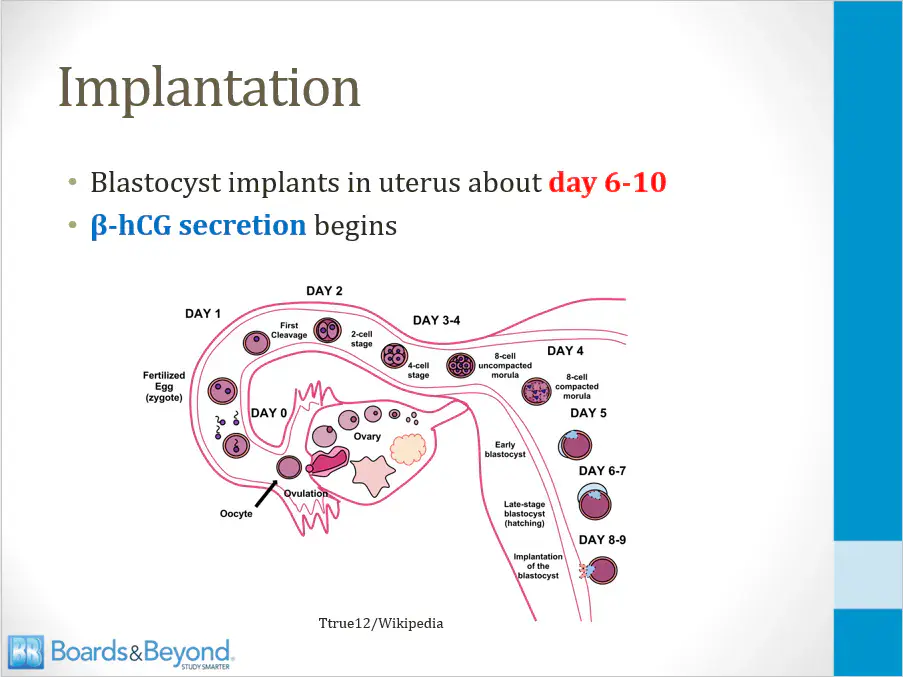 Implantation
• Blastocyst implants in uterus about day 6-10
• β-hCG secretion begins
DAY 2
DAY 1
DAY 3-4
First
Cleavage
2-cell
stage
4-cell
stage
8-cell
uncompacted
morula
DAY 4
8-cell
compacted
morula
Fertilized
Egg
(zygote)
DAY 0
DAY 5
Ovary
Early
blastocyst
DAY 6-7
Ovulation
Oocyte
Late-stage
blastocyst
(hatching)
DAY 8-9
Implantation
of the
blastocyst
Ttrue12/Wikipedia
BB Boards&Beyond.
STUDY SMARTER